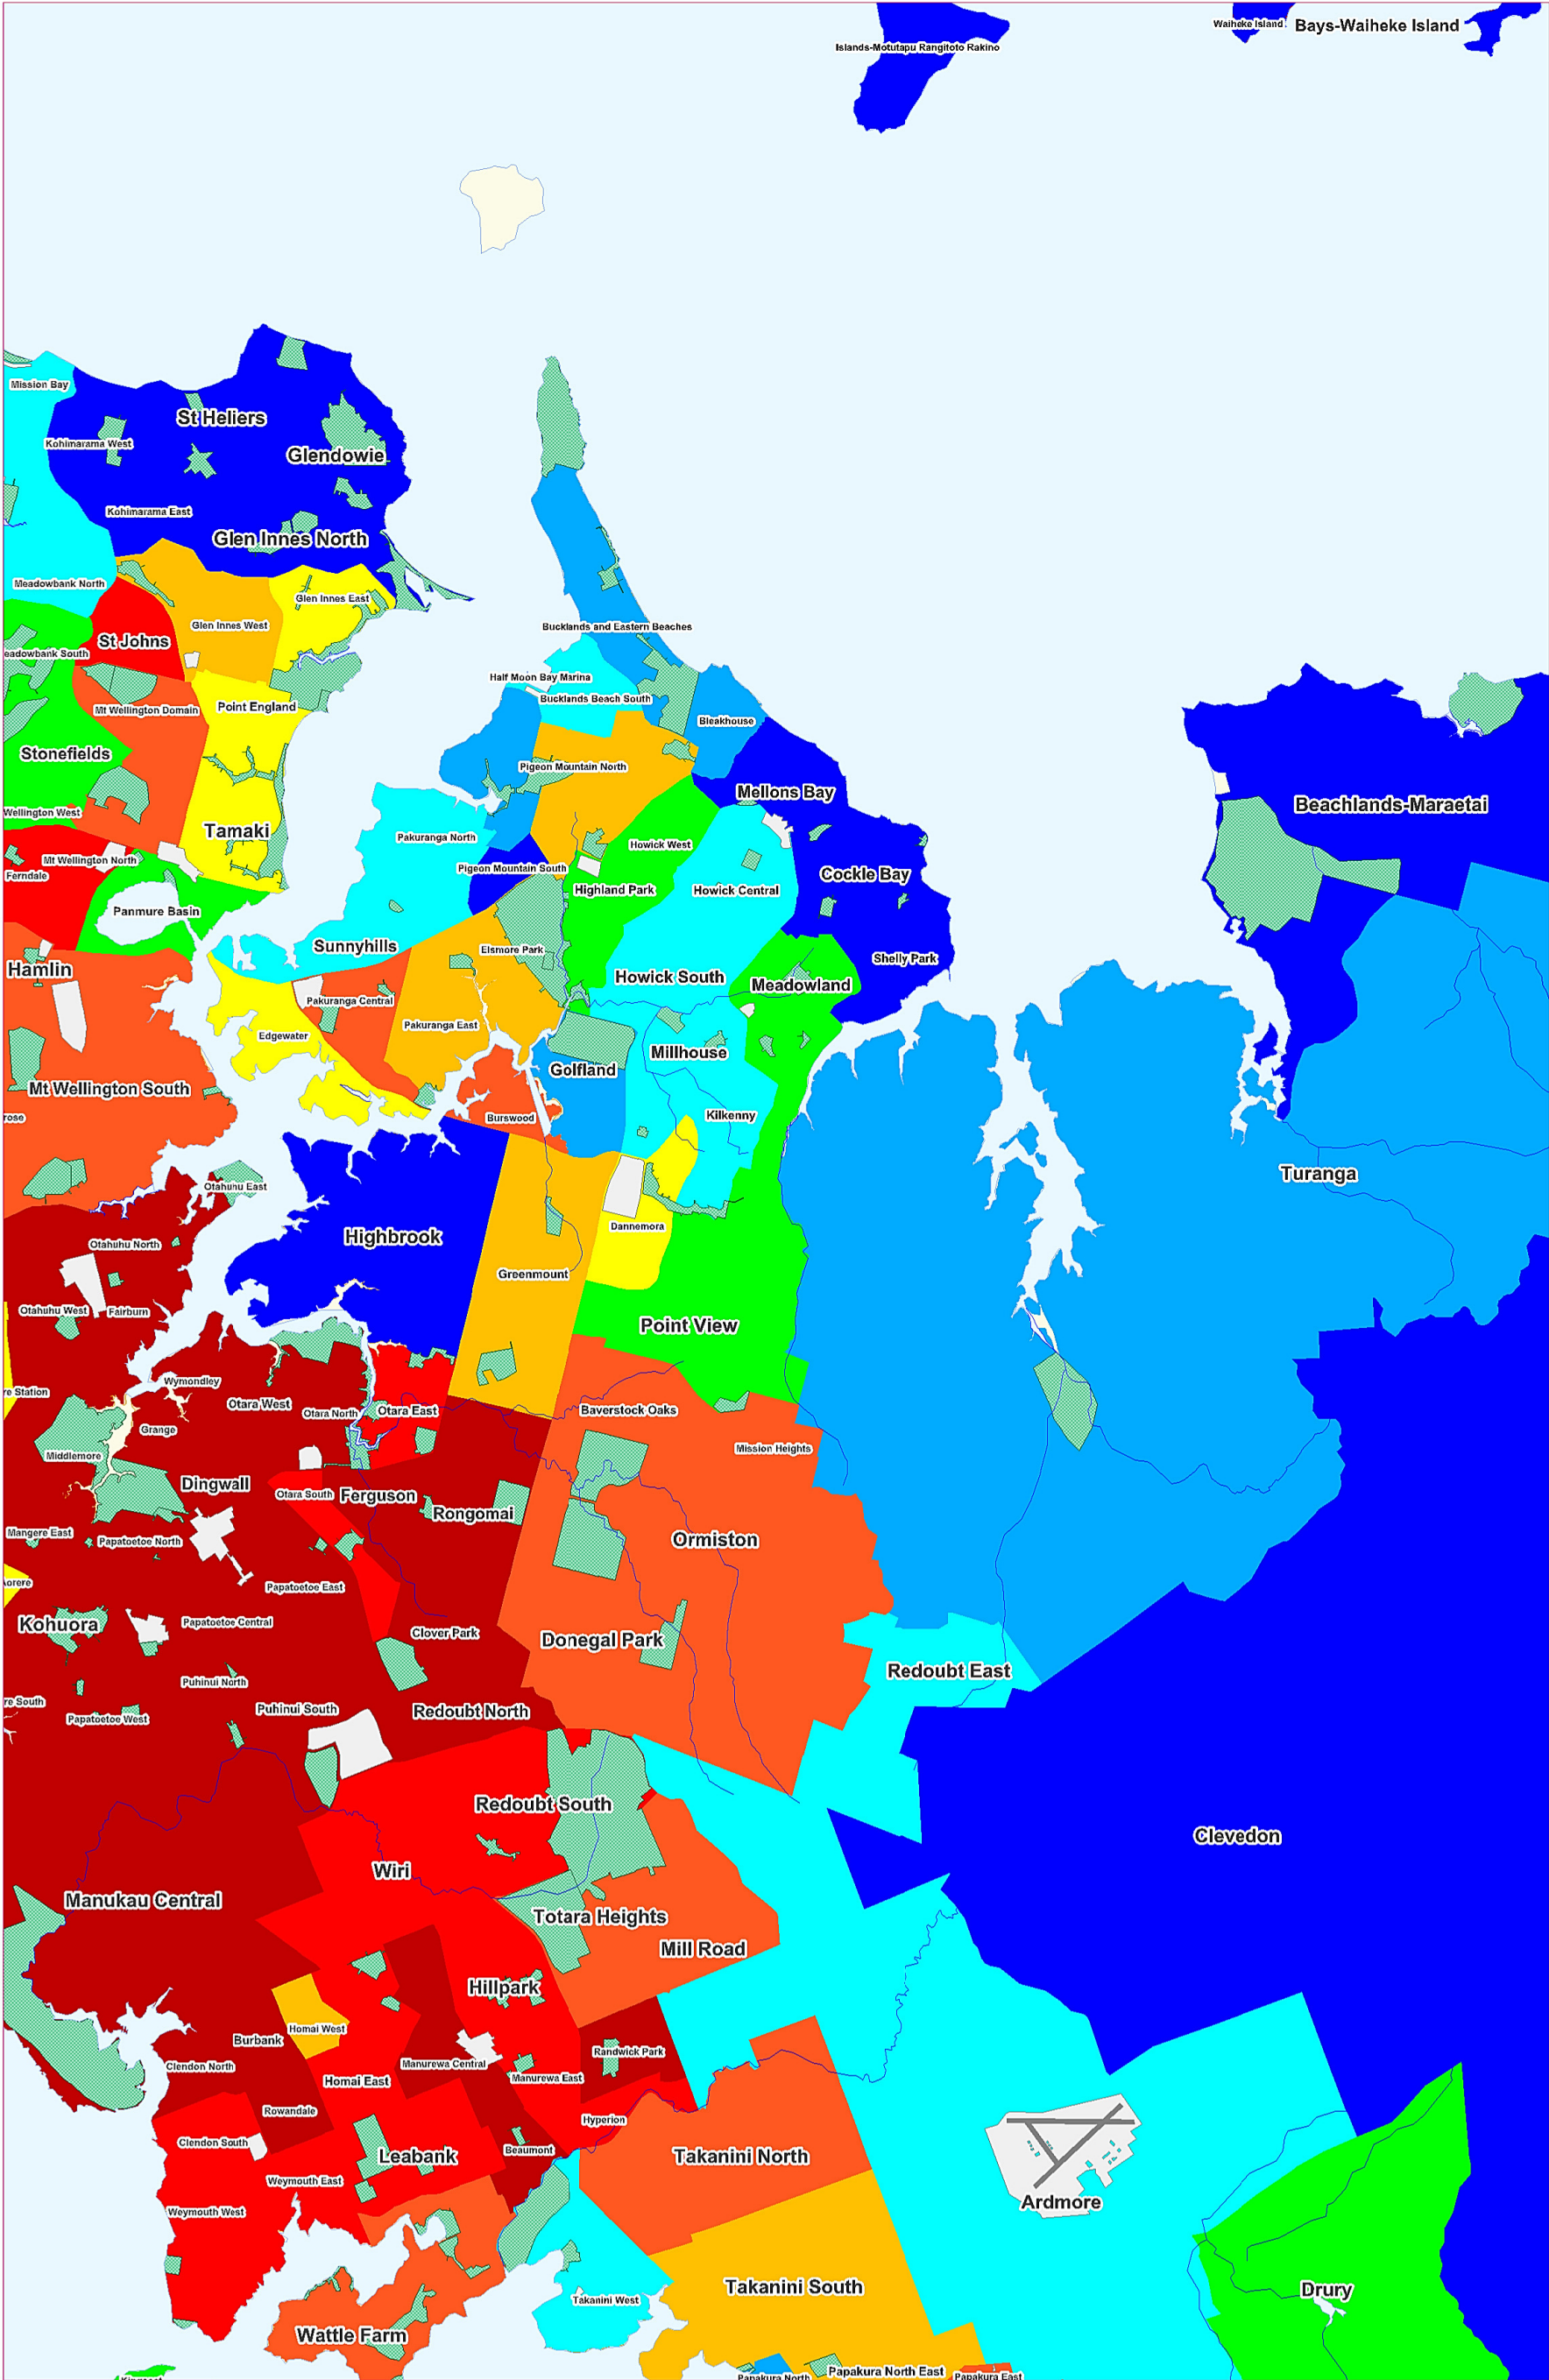 Waiheke Island
Bays-Waiheke Island
Islands-Motutapu Rangitoto Rakino
Mission Bay
St Heliers
Kohimarama West
Glendowie
Kohimarama East
Glen Innes North
Meadowbank North
Glen Innes East
Glen Innes West
Bucklands and Eastern Beaches
St Johns
eadowbank South
Half Moon Bay Marina
Bucklands Beach South
Point England
Mt Wellington Domain
Bleakhouse
Stonefields
Pigeon Mountain North
Mellons Bay
Beachlands-Maraetai
Wellington West
Tamaki
Pakuranga North
Howick West
Mt Wellington North
Pigeon Mountain South
Ferndale
Cockle Bay
Highland Park
Howick Central
Panmure Basin
Sunnyhills
Elsmore Park
Shelly Park
Hamlin
Howick South
Meadowland
Pakuranga Central
Pakuranga East
Edgewater
Millhouse
Golfland
Mt Wellington South
rose
Burswood
Kilkenny
Turanga
Otahuhu East
Dannemora
Highbrook
Otahuhu North
Greenmount
Otahuhu West
Fairburn
Point View
Wymondley
re Station
Otara West
Otara North
Otara East
Baverstock Oaks
Grange
Mission Heights
Middlemore
Dingwall
Otara South
Ferguson
Rongomai
Mangere East
Papatoetoe North
Ormiston
Aorere
Papatoetoe East
Kohuora
Papatoetoe Central
Clover Park
Donegal Park
Redoubt East
Puhinui North
re South
Puhinui South
Redoubt North
Papatoetoe West
Redoubt South
Clevedon
Wiri
Manukau Central
Totara Heights
Mill Road
Hillpark
Homai West
Burbank
Randwick Park
Manurewa Central
Clendon North
Manurewa East
Homai East
Rowandale
Hyperion
Clendon South
Beaumont
Leabank
Takanini North
Weymouth East
Ardmore
Weymouth West
Takanini South
Drury
Takanini West
Wattle Farm
Papakura North East
Papakura North
Papakura East